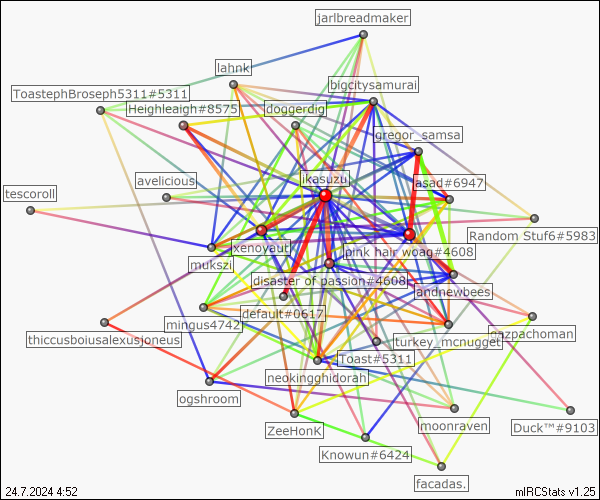 jarlbreadmaker
lahnk
bigcitysamurai
ToastephBroseph5311#5311
Heighleaigh#8575
doggerdig
gregor_samsa
ikasuzu
asad#6947
avelicious
tescoroll
Random Stuf6#5983
xenoyaut
pink hair woag#4608
mukszi
disaster of passion#4608
andnewbees
default#0617
mingus4742
thiccusboiusalexusjoneus
turkey_mcnugget
Toast#5311
neokingghidorah
ogshroom
moonraven
ZeeHonK
Duck™#9103
Knowun#6424
facadas.
24.7.2024 4:52
mIRCStats v1.25